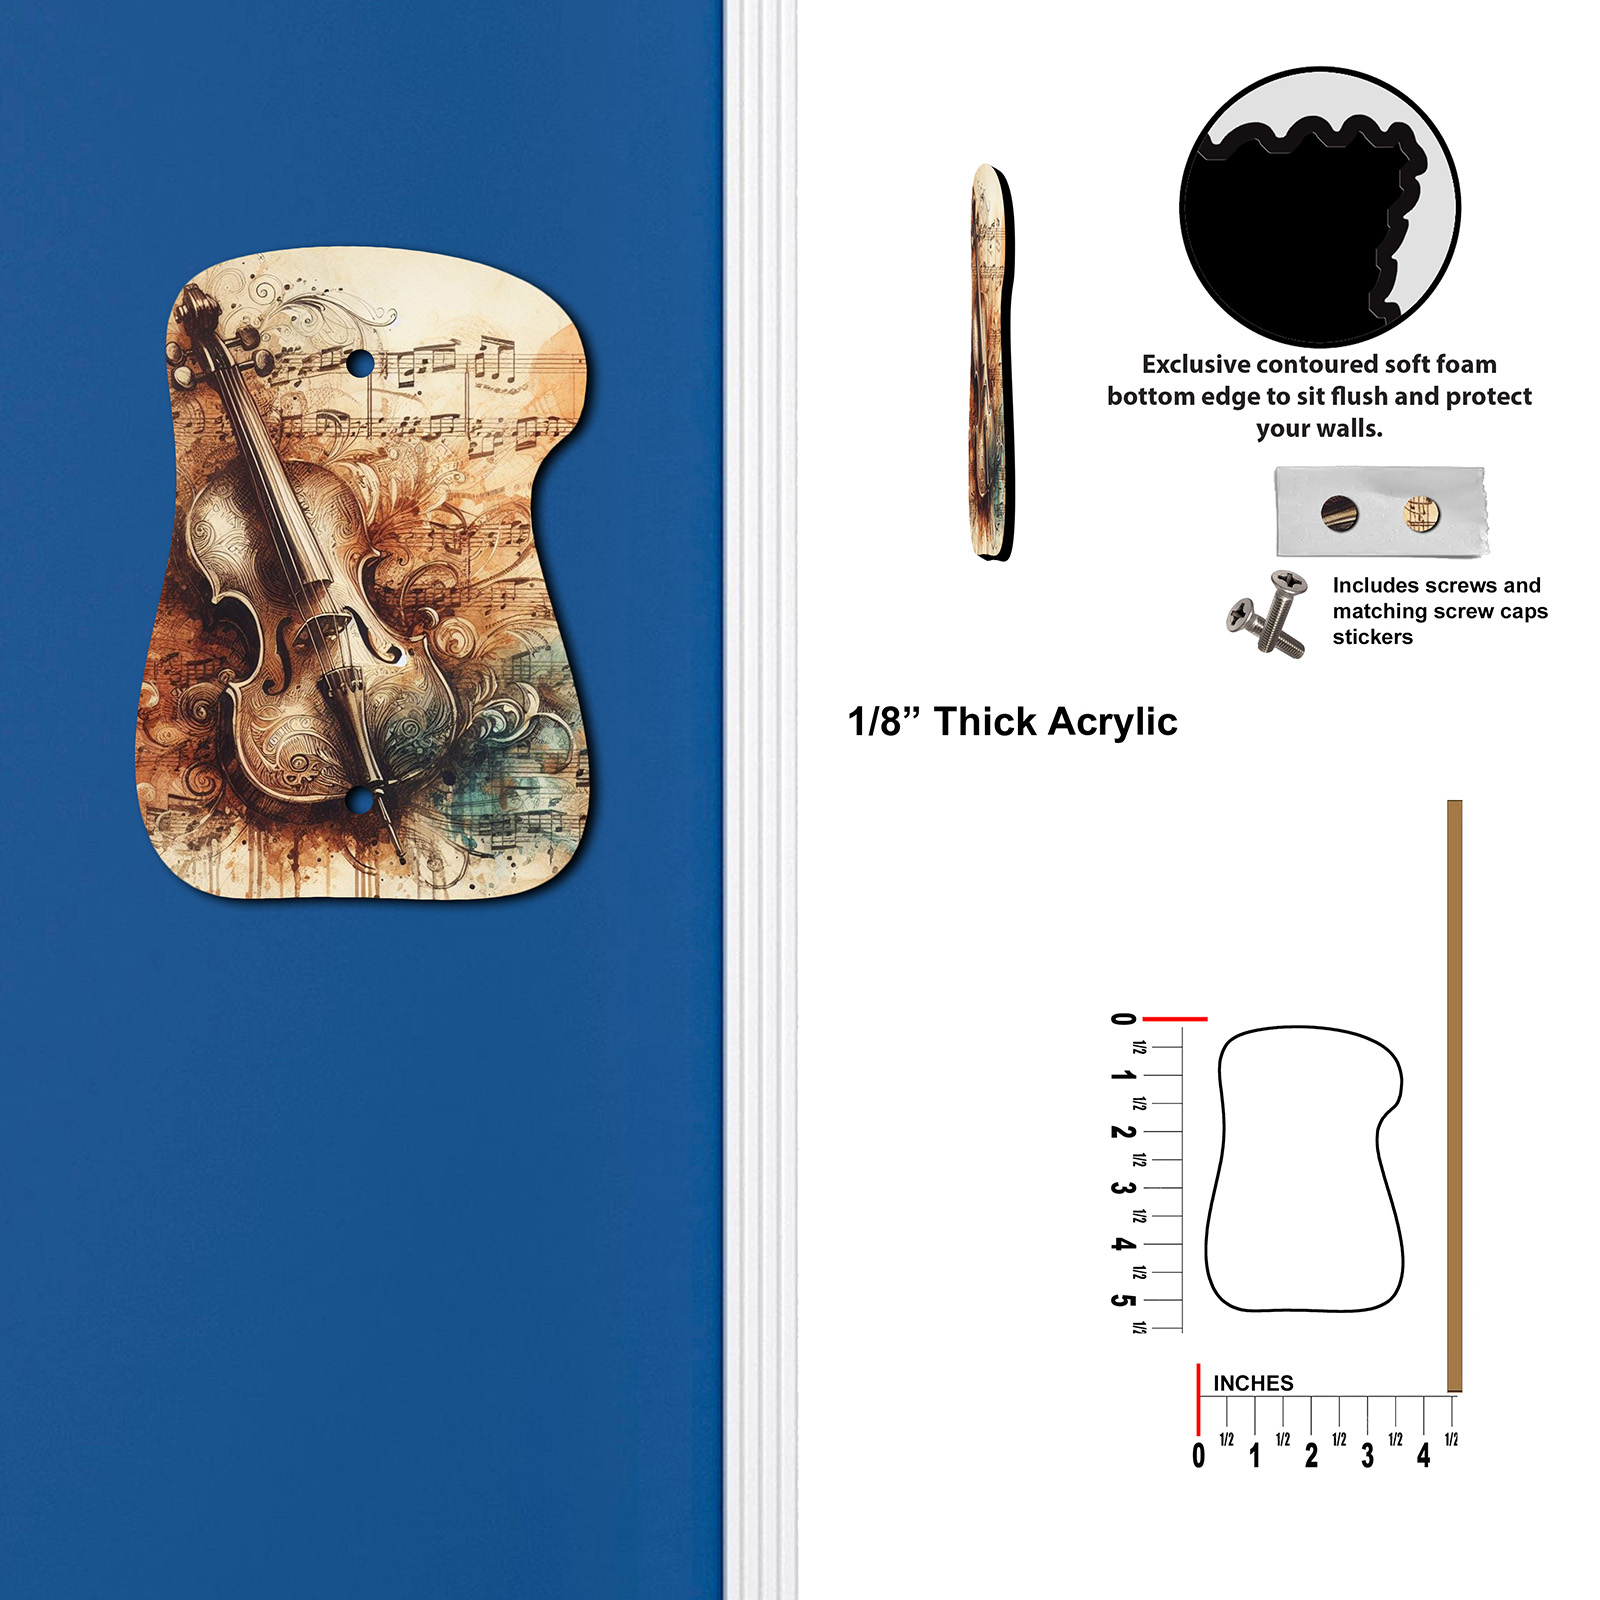 Exclusive contoured soft foam
bottom edge to sit flush and protect
your walls.
Includes screws and
matching screw caps
stickers
1/8” Thick Acrylic
0
1/2
1
1/2
2
1/2
3
1/2
4
1/2
5
1/2
INCHES
0 1/2 1 1/2 2 1/2 3 1/2 4 1/2